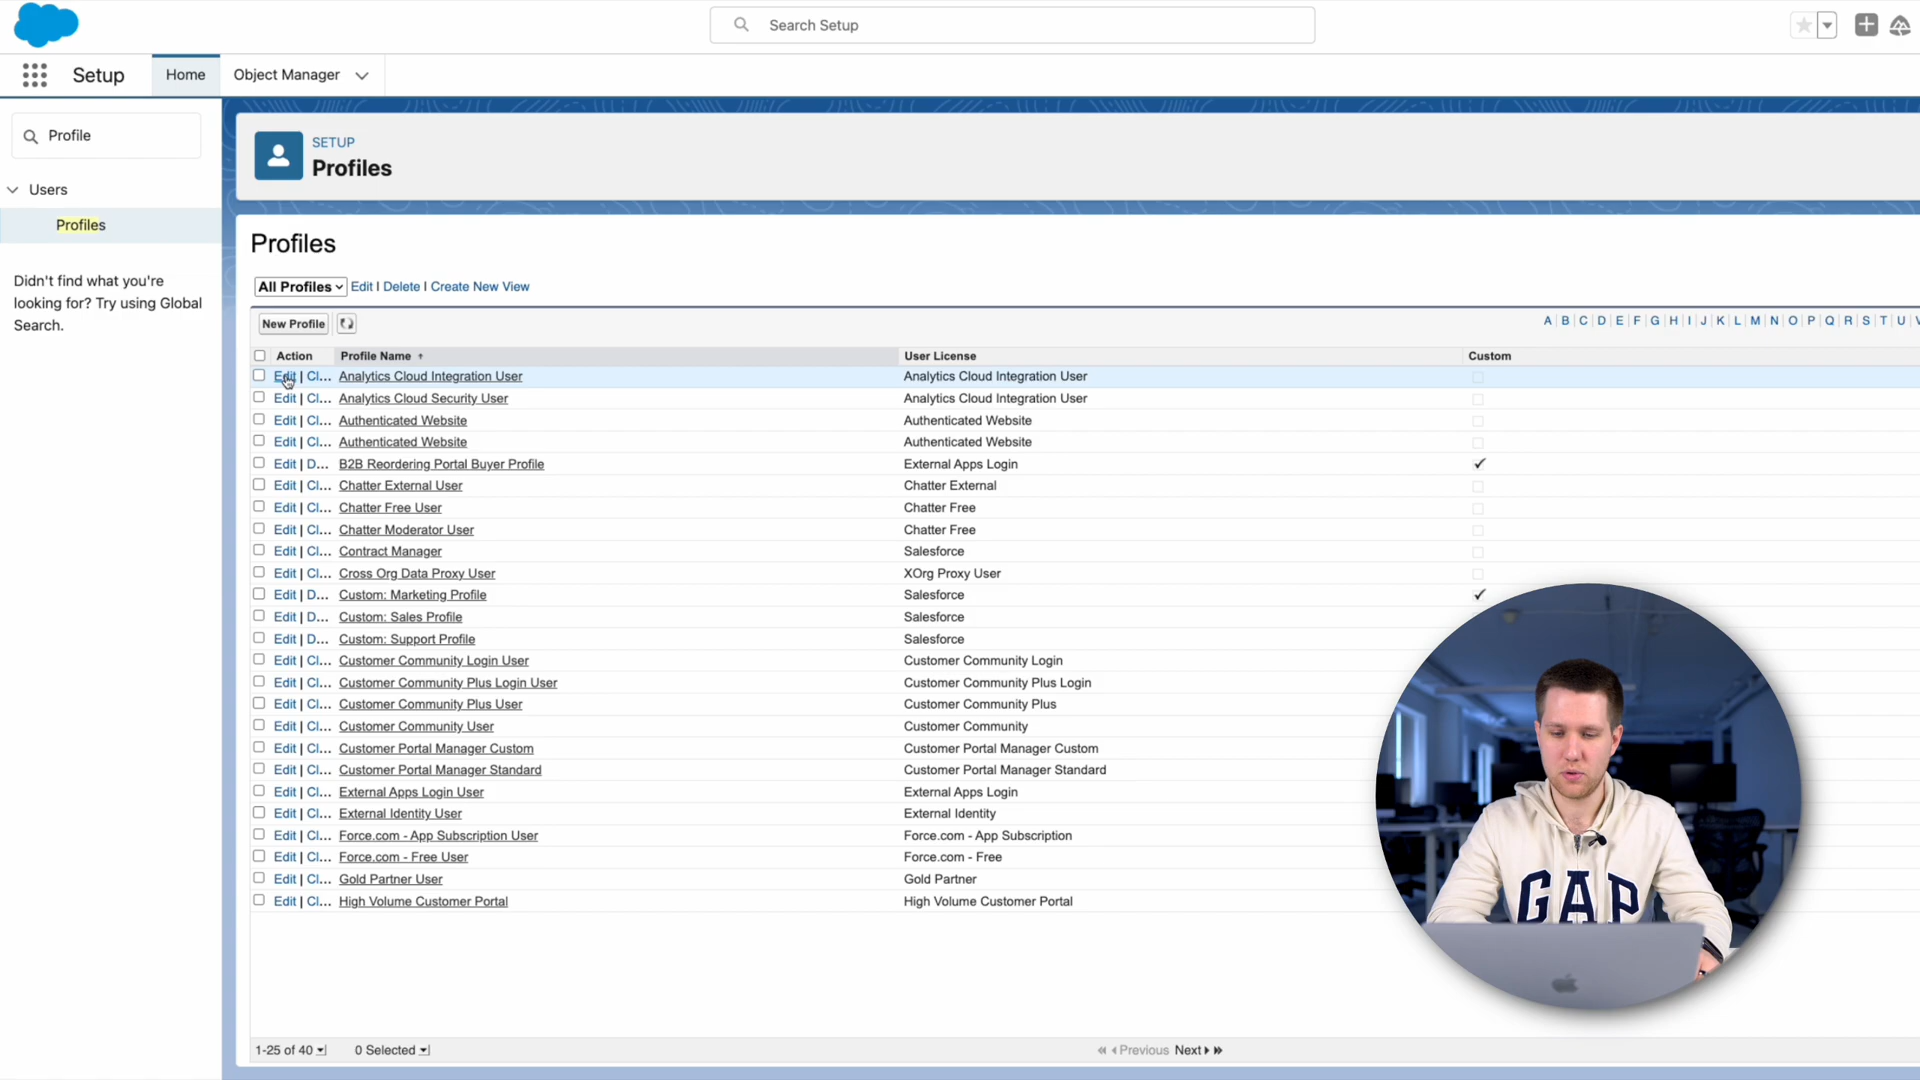 Search Setup
Setup
Home
Object Manager
Profile
Users
Profiles
Didn't find what you're
looking for? Try using Global
Search.
SETUP
Profiles
Profiles
All Profiles Edit | Delete | Create New View
New Profile
A | B | C | D | E | F | G | H | I | J | K | L | M | N | O | P | Q | R | S | T | U |
Action Profile Name User License Custom
Edit | Cl... Analytics Cloud Integration User Analytics Cloud Integration User
Edit | Cl... Analytics Cloud Security User Analytics Cloud Integration User
Edit | Cl... Authenticated Website Authenticated Website
Edit | Cl... Authenticated Website Authenticated Website
Edit | D... B2B Reordering Portal Buyer Profile External Apps Login
Edit | Cl... Chatter External User Chatter External
Edit | Cl... Chatter Free User Chatter Free
Edit | Cl... Chatter Moderator User Chatter Free
Edit | Cl... Contract Manager Salesforce
Edit | Cl... Cross Org Data Proxy User XOrg Proxy User
Edit | D... Custom: Marketing Profile Salesforce
Edit | D... Custom: Sales Profile Salesforce
Edit | D... Custom: Support Profile Salesforce
Edit | Cl... Customer Community Login User Customer Community Login
Edit | Cl... Customer Community Plus Login User Customer Community Plus Login
Edit | Cl... Customer Community Plus User Customer Community Plus
Edit | Cl... Customer Community User Customer Community
Edit | Cl... Customer Portal Manager Custom Customer Portal Manager Custom
Edit | Cl... Customer Portal Manager Standard Customer Portal Manager Standard
Edit | Cl... External Apps Login User External Apps Login
Edit | Cl... External Identity User External Identity
Edit | Cl... Force.com - App Subscription User Force.com - App Subscription
Edit | Cl... Force.com - Free User Force.com - Free
Edit | Cl... Gold Partner User Gold Partner
Edit | Cl... High Volume Customer Portal High Volume Customer Portal
GAP
1-25 of 40 0 Selected Previous Next